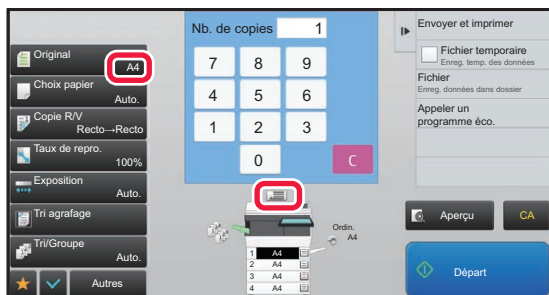 Original
A4
Choix papier
Auto.
Copie R/V
Recto→Recto
Taux de repro.
100%
Exposition
Auto.
Tri agrafage
Tri/Groupe
Auto.
Autres
Nb. de copies 1
7 8 9
4 5 6
1 2 3
0 C
Ordin.
A4
1 A4
2 A4
3 A4
4 A4
Envoyer et imprimer
Fichier temporaire
Enreg. temp. des données
Fichier
Enreg. données dans dossier
Appeler un
programme éco.
Aperçu CA
Départ